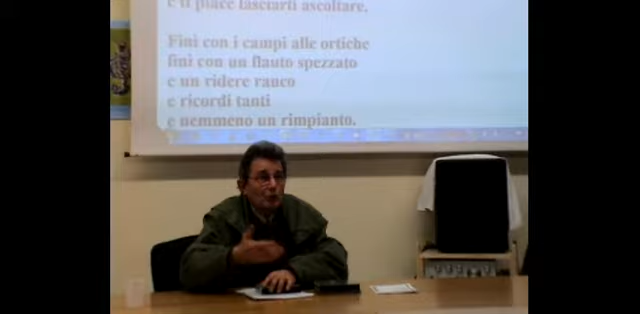 e ti piace lasciarti ascoltare.
Finì con i campi alle ortiche
finì con un flauto spezzato
e un ridere rauco
e ricordi tanti
e nemmeno un rimpianto.